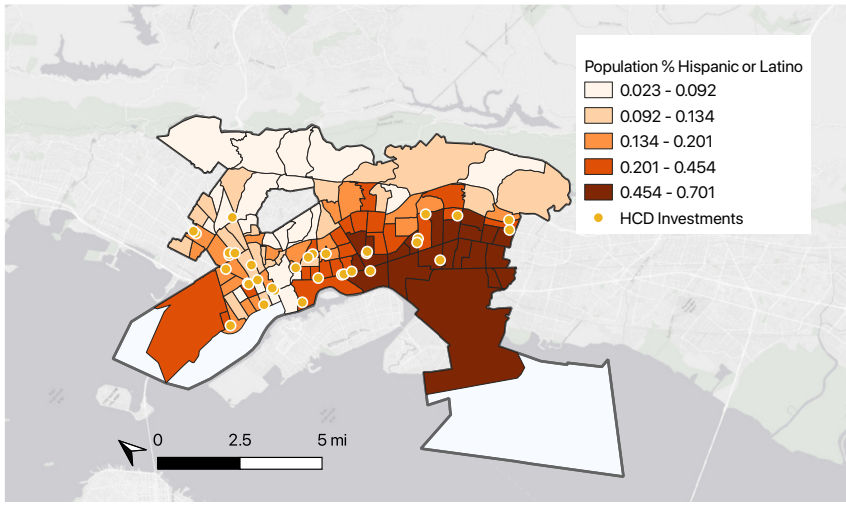 Population % Hispanic or Latino
0.023 - 0.092
0.092 - 0.134
0.134 - 0.201
0.201 - 0.454
0.454 - 0.701
HCD Investments
0 2.5 5 mi